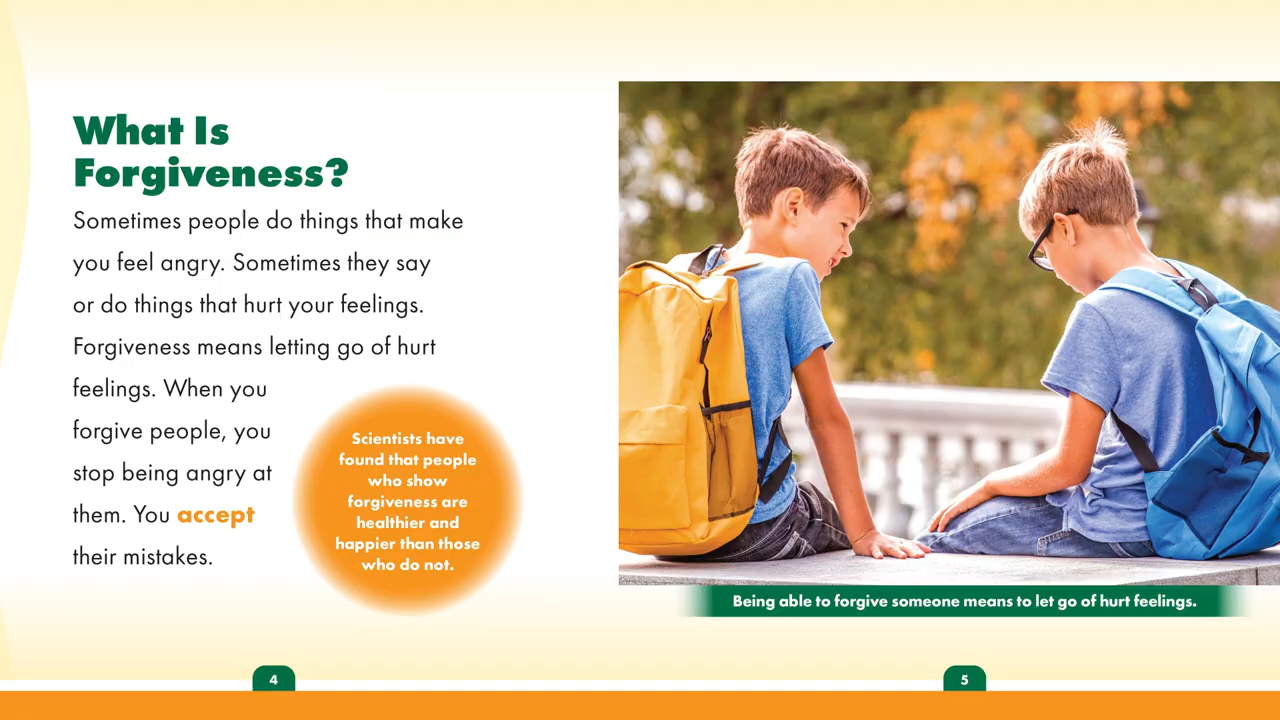 What Is
Forgiveness?
Sometimes people do things that make
you feel angry. Sometimes they say
or do things that hurt your feelings.
Forgiveness means letting go of hurt
feelings. When you
forgive people, you
stop being angry at
them. You accept
their mistakes.
Scientists have
found that people
who show
forgiveness are
healthier and
happier than those
who do not.
Being able to forgive someone means to let go of hurt feelings.
4
5